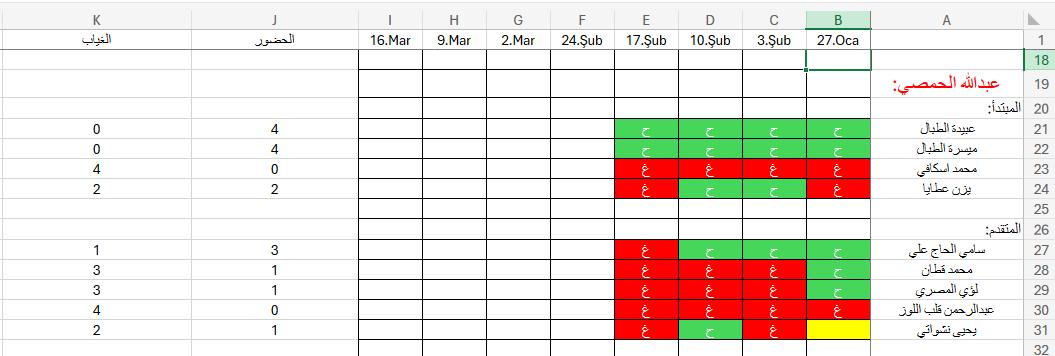 A B C D E F G H I J K
1 27.Oca 3.Şub 10.Şub 17.Şub 24.Şub 2.Mar 9.Mar 16.Mar الحضور الغياب
18
19 عبدالله الحمصي:
20 المبتدأ:
21 عبيدة الطبال ح ح ح ح 4 0
22 ميسرة الطبال ح ح ح ح 4 0
23 محمد اسكافي غ غ غ غ 0 4
24 يزن عطايا غ ح ح غ 2 2
25
26 المتقدم:
27 سامي الحاج علي ح ح ح غ 3 1
28 محمد قطان ح غ غ غ 1 3
29 لؤي المصري ح غ غ غ 1 3
30 عبدالرحمن قلب اللوز غ غ غ غ 0 4
31 يحيى نشواتي غ ح غ 1 2
32